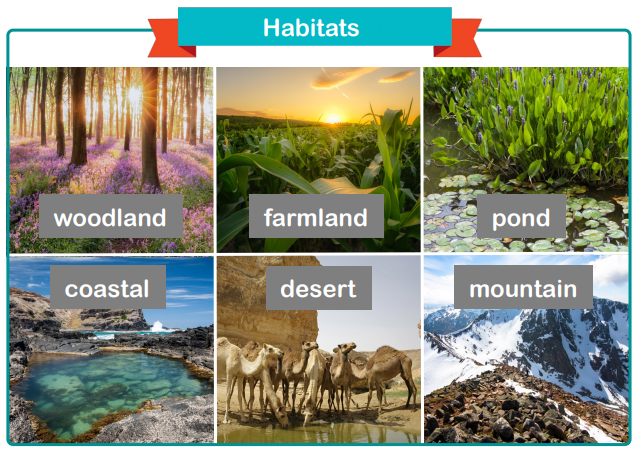 Habitats
woodland
farmland
pond
coastal
desert
mountain